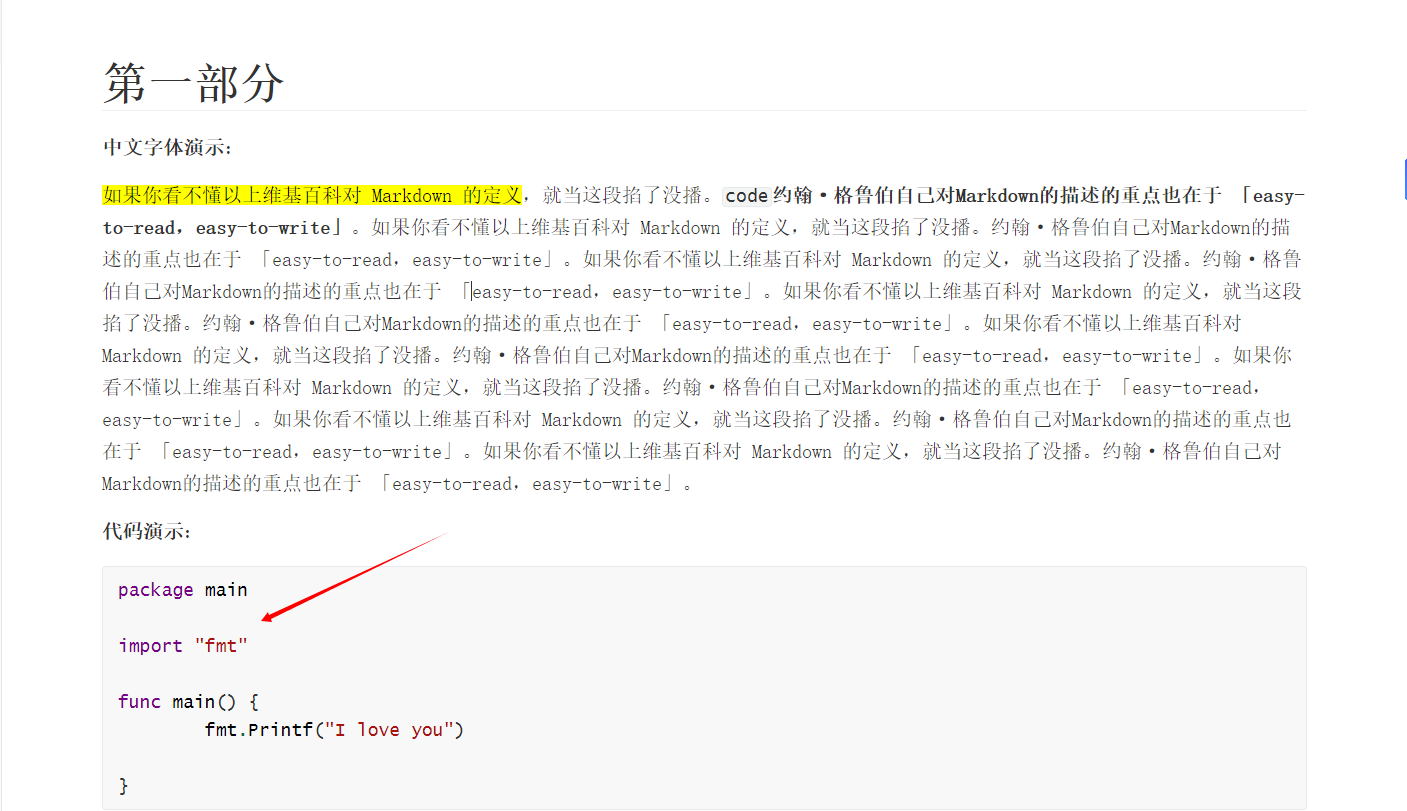 第一部分
中文字体演示：
如果你看不懂以上维基百科对 Markdown 的定义，就当这段掐了没播。code约翰·格鲁伯自己对Markdown的描述的重点也在于 「easy-
to-read，easy-to-write」。如果你看不懂以上维基百科对 Markdown 的定义，就当这段掐了没播。约翰·格鲁伯自己对Markdown的描
述的重点也在于 「easy-to-read，easy-to-write」。如果你看不懂以上维基百科对 Markdown 的定义，就当这段掐了没播。约翰·格鲁
伯自己对Markdown的描述的重点也在于 「easy-to-read，easy-to-write」。如果你看不懂以上维基百科对 Markdown 的定义，就当这段
掐了没播。约翰·格鲁伯自己对Markdown的描述的重点也在于 「easy-to-read，easy-to-write」。如果你看不懂以上维基百科对
Markdown 的定义，就当这段掐了没播。约翰·格鲁伯自己对Markdown的描述的重点也在于 「easy-to-read，easy-to-write」。如果你
看不懂以上维基百科对 Markdown 的定义，就当这段掐了没播。约翰·格鲁伯自己对Markdown的描述的重点也在于 「easy-to-read，
easy-to-write」。如果你看不懂以上维基百科对 Markdown 的定义，就当这段掐了没播。约翰·格鲁伯自己对Markdown的描述的重点也
在于 「easy-to-read，easy-to-write」。如果你看不懂以上维基百科对 Markdown 的定义，就当这段掐了没播。约翰·格鲁伯自己对
Markdown的描述的重点也在于 「easy-to-read，easy-to-write」。
代码演示：
package main
import "fmt"
func main() {
        fmt.Printf("I love you")
}